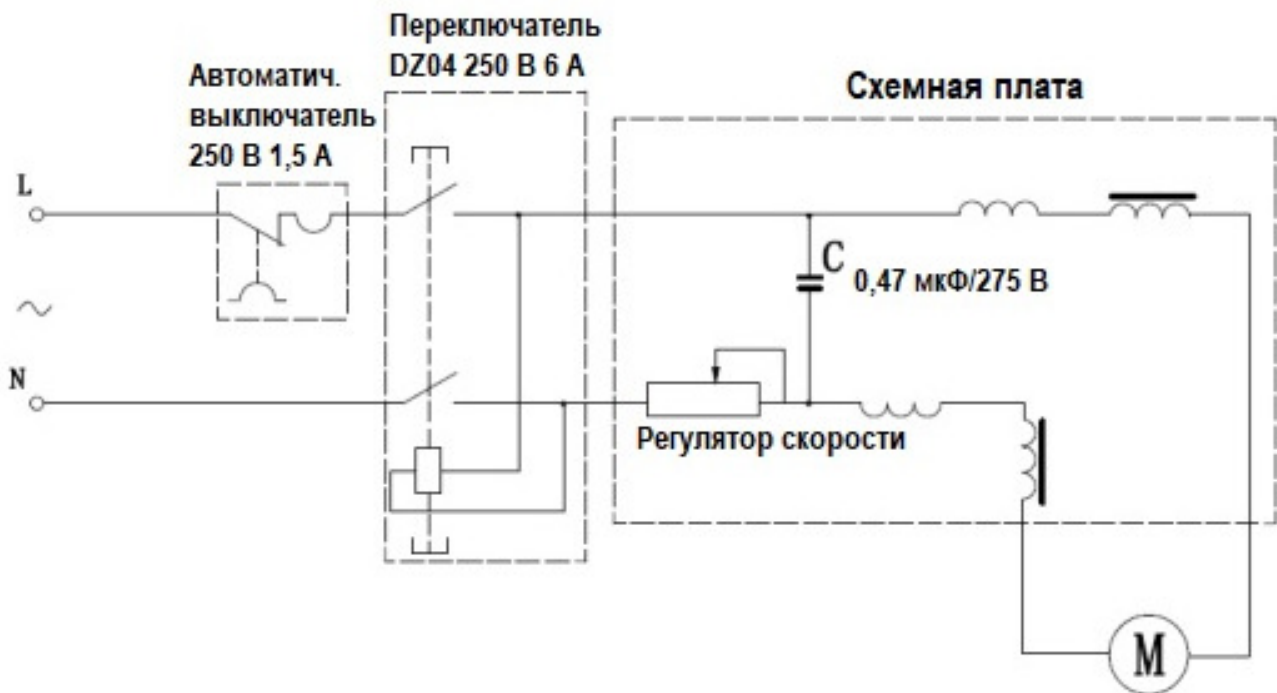 Переключатель
DZ04 250 В 6 А
Автоматич.
выключатель
250 В 1,5 А
Схемная плата
L
C
0,47 мкФ/275 В
N
Регулятор скорости
M